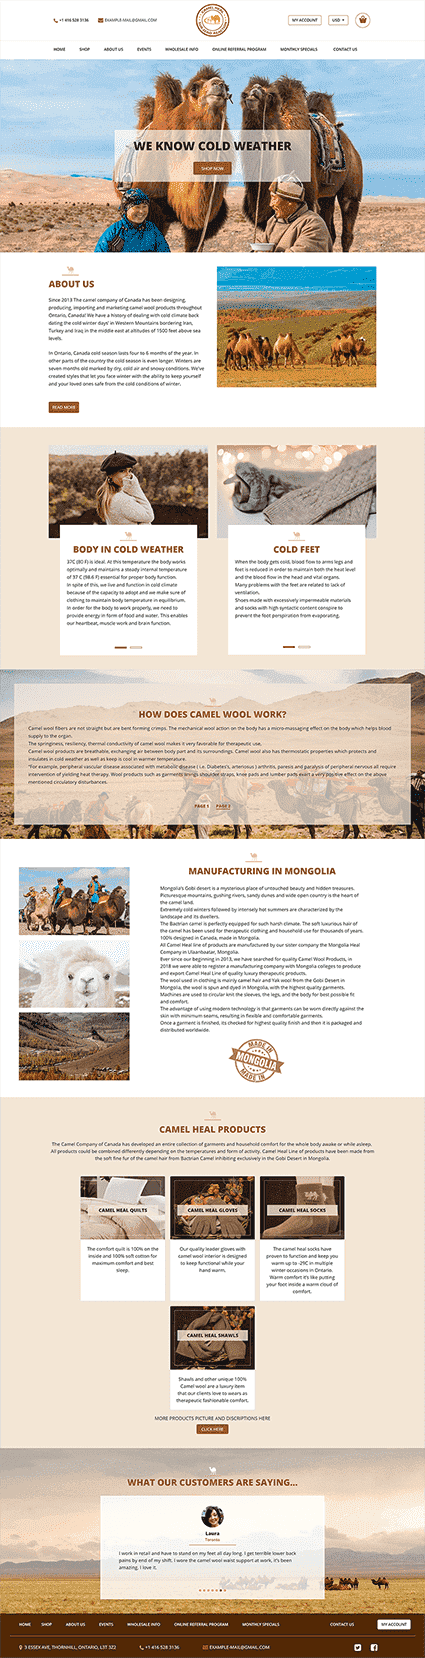 +1 416 528 3136
EXAMPLE-MAIL@GMAIL.COM
CAMEL HEAL
MY ACCOUNT
USD
HOME
SHOP
ABOUT US
EVENTS
WHOLESALE INFO
ONLINE REFERRAL PROGRAM
MONTHLY SPECIALS
CONTACT US
WE KNOW COLD WEATHER
SHOP NOW
ABOUT US
Since 2013 The camel company of Canada has been designing,
producing, importing and marketing camel wool products throughout
Ontario, Canada! We have a history of dealing with cold climate back
dating the cold winter days' in Western Mountains bordering Iran,
Turkey and Iraq in the middle east at altitudes of 1500 feet above sea
levels.
In Ontario, Canada cold season lasts four to 6 months of the year. In
other parts of the country the cold season is even longer. Winters are
seven months old marked by dry, cold air and snowy conditions. We've
created styles that let you face winter with the ability to keep yourself
and your loved ones safe from the cold conditions of winter.
READ MORE
BODY IN COLD WEATHER
37C (80 F) is ideal. At this temperature the body works
optimally and maintains a steady internal temperature
of 37 C (98.6 F) essential for proper body function.
In spite of this, we live and function in cold climate
because of the capacity to adopt and we make sure of
clothing to maintain body temperature in equilibrium.
In order for the body to work properly, we need to
provide energy in form of food and water. This enables
our heartbeat, muscle work and brain function.
COLD FEET
When the body gets cold, blood flow to arms legs and
feet is reduced in order to maintain both the heat level
and the blood flow in the head and vital organs.
Many problems with the feet are related to lack of
ventilation.
Shoes made with excessively impermeable materials
and socks with high syntactic content conspire to
prevent the foot perspiration from evaporating.
HOW DOES CAMEL WOOL WORK?
Camel wool fibers are not straight but are bent forming crimps. The mechanical wool action on the body has a micro-massaging effect on the body which helps blood
supply to the organ.
The springiness, resiliency, thermal conductivity of camel wool makes it very favorable for therapeutic use.
Camel wool products are breathable, exchanging air between body part and its surroundings. Camel wool also has thermostatic properties which protects and
insulates in cold weather as well as keep is cool in warmer temperature.
"For example, peripheral vascular disease associated with metabolic disease ( i.e. Diabetes's, arterious ) arthritis, paresis and paralysis of peripheral nervous all require
intervention of yielding heat therapy. Wool products such as garments slings shoulder straps, knee pads and lumber pads exert a very positive effect on the above
mentioned circulatory disturbances.
PAGE 1
PAGE 2
MANUFACTURING IN MONGOLIA
Mongolia's Gobi desert is a mysterious place of untouched beauty and hidden treasures.
Picturesque mountains, gushing rivers, sandy dunes and wide open country is the heart of
the camel land.
Extremely cold winters followed by intensely hot summers are characterized by the
landscape and its dwellers.
The Bactrian camel is perfectly equipped for such harsh climate. The soft luxurious hair of
the camel has been used for therapeutic clothing and household use for thousands of years.
100% designed in Canada, made in Mongolia.
All Camel Heal line of products are manufactured by our sister company the Mongolia Heal
Company in Ulaanbaatar, Mongolia.
Ever since our beginning in 2013, we have searched for quality Camel Wool Products, in
2018 we were able to register a manufacturing company with Mongolia colleges to produce
and export Camel Heal Line of quality luxury therapeutic products.
The wool used in clothing is mainly camel hair and Yak wool from the Gobi Desert in
Mongolia, the wool is spun and dyed in Mongolia, with the highest quality garments.
Machines are used to circular knit the sleeves, the legs, and the body for best possible fit
and comfort.
The advantage of using modern technology is that garments can be worn directly against the
skin with minimum seams, resulting in flexible and comfortable garments.
Once a garment is finished, its checked for highest quality finish and then it is packaged and
distributed worldwide.
MADE IN
MONGOLIA
MADE IN
CAMEL HEAL PRODUCTS
The Camel Company of Canada has developed an entire collection of garments and household comfort for the whole body awake or while asleep.
All products could be combined differently depending on the temperatures and form of activity. Camel Heal Line of products have been made from
the soft fine fur of the camel hair from Bactrian Camel inhibiting exclusively in the Gobi Desert in Mongolia.
CAMEL HEAL QUILTS
The comfort quilt is 100% on the
inside and 100% soft cotton for
maximum comfort and best
sleep.
CAMEL HEAL GLOVES
Our quality leader gloves with
camel wool interior is designed
to keep functional while your
hand warm.
CAMEL HEAL SOCKS
The camel heal socks have
proven to function and keep you
warm up to -29C in multiple
winter occasions in Ontario.
Warm comfort it's like putting
your foot inside a warm cloud of
comfort.
CAMEL HEAL SHAWLS
Shawls and other unique 100%
Camel wool are a luxury item
that our clients love to wears as
therapeutic fashionable comfort.
MORE PRODUCTS PICTURE AND DISCRIPTIONS HERE
CLICK HERE
WHAT OUR CUSTOMERS ARE SAYING...
Laura
Toronto
I work in retail and have to stand on my feet all day long. I get terrible lower back
pains by end of my shift. I wore the camel wool waist support at work, it's been
amazing. I love it.
HOME
SHOP
ABOUT US
EVENTS
WHOLESALE INFO
ONLINE REFERRAL PROGRAM
MONTHLY SPECIALS
CONTACT US
MY ACCOUNT
3 ESSEX AVE, THORNHILL, ONTARIO, L3T 3Z2
+1 416 528 3136
EXAMPLE-MAIL@GMAIL.COM